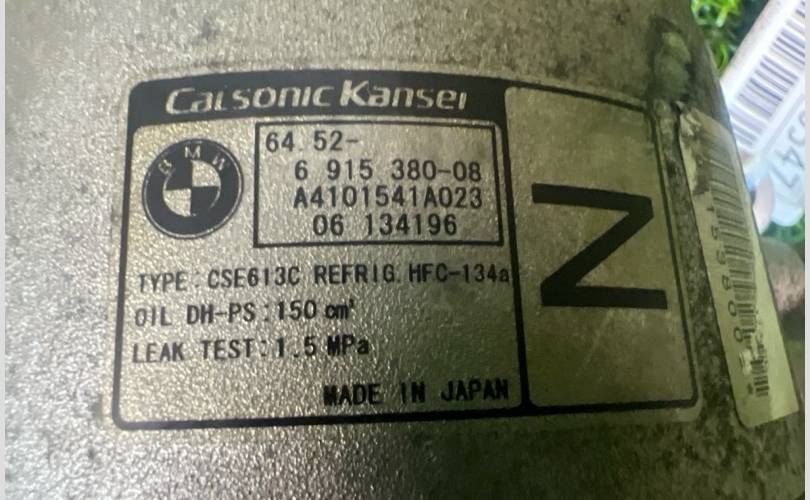 Calsonic Kansei
BMW
64 52-
6 915 380-08
A4101541A023
06 134196
N
TYPE:CSE613C REFRIG.HFC-134a
OIL DH-PS:150 cm³
LEAK TEST:1.5 MPa
MADE IN JAPAN